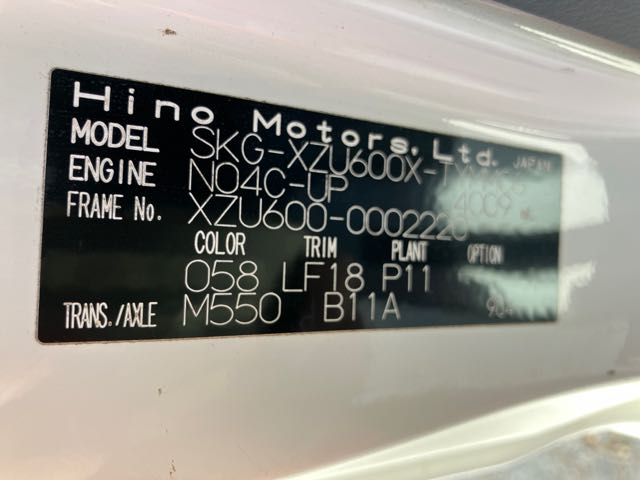 Hino Motors, Ltd. JAPAN
MODEL SKG-XZU600X-
ENGINE N04C-UP 4009
FRAME No. XZU600-0002220
COLOR TRIM PLANT OPTION
058 LF18 P11
TRANS./AXLE M550 B11A